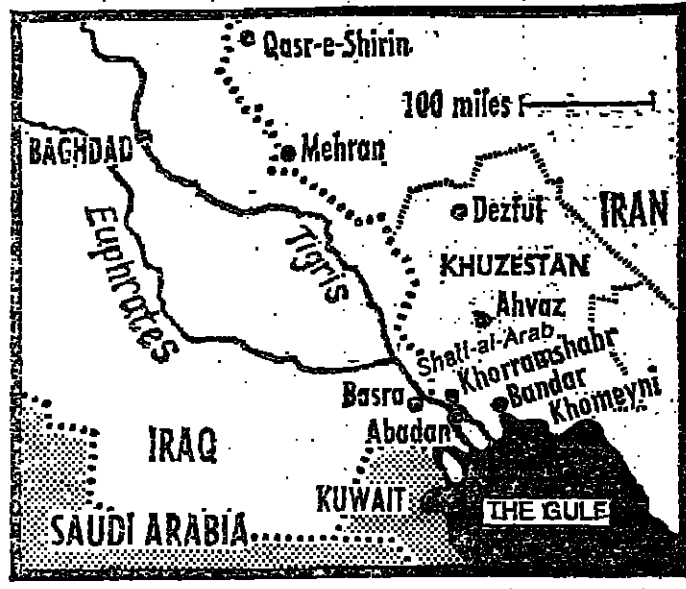 Qasr-e-Shirin
100 miles
BAGHDAD
Mehran
Dezful
IRAN
Euphrates
Tigris
KHUZESTAN
Ahvaz
Shatt-al-Arab
Khorramshahr
Basra
Bandar
Khomeyni
Abadan
IRAQ
KUWAIT
THE GULF
SAUDI ARABIA